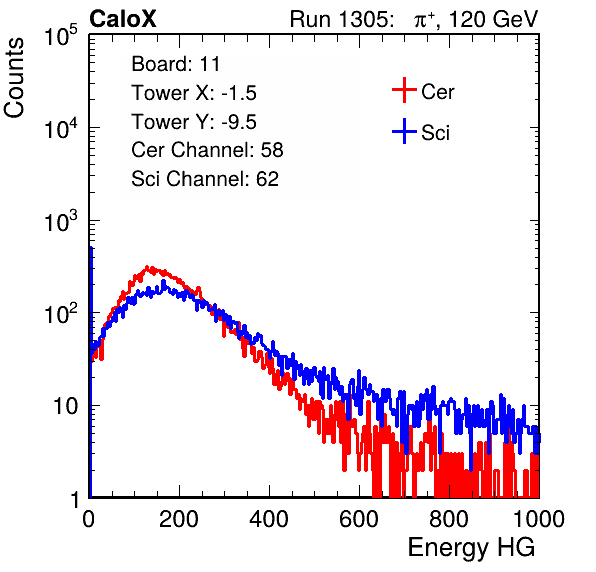 CaloX Run 1305: π⁺, 120 GeV
Counts
10⁵
10⁴
10³
10²
10
1
Board: 11
Tower X: -1.5
Tower Y: -9.5
Cer Channel: 58
Sci Channel: 62
Cer
Sci
0 200 400 600 800 1000
Energy HG